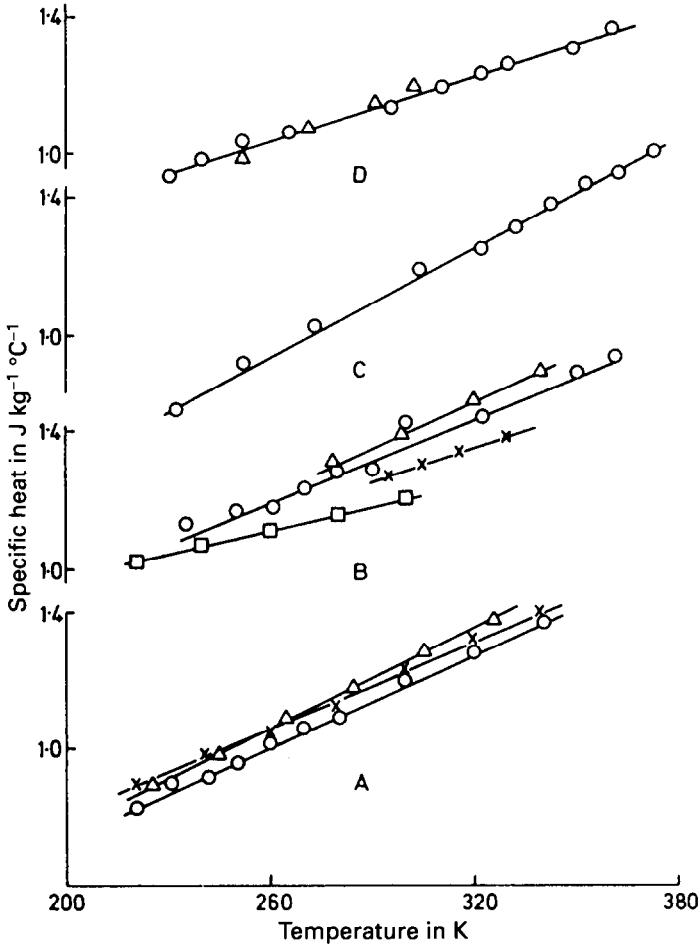 1·4
1·0
D
1·4
1·0
C
1·4
1·0
B
1·4
1·0
A
Specific heat in J kg⁻¹ °C⁻¹
200
260
320
380
Temperature in K